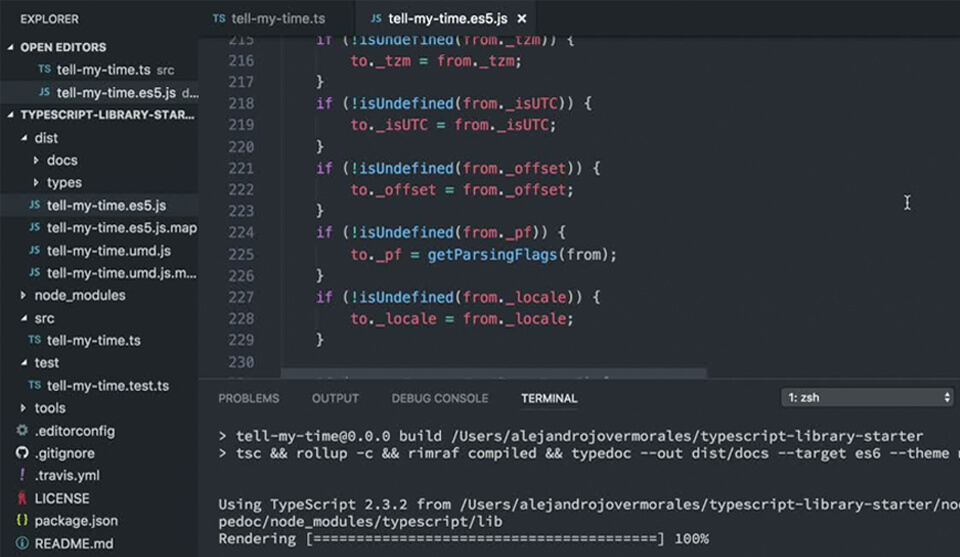 EXPLORER
OPEN EDITORS
TS tell-my-time.ts src
JS tell-my-time.es5.js d...
TYPESCRIPT-LIBRARY-STAR...
dist
docs
types
JS tell-my-time.es5.js
JS tell-my-time.es5.js.map
JS tell-my-time.umd.js
JS tell-my-time.umd.js.m...
node_modules
src
TS tell-my-time.ts
test
TS tell-my-time.test.ts
tools
.editorconfig
.gitignore
! .travis.yml
LICENSE
{} package.json
README.md
TS tell-my-time.ts JS tell-my-time.es5.js ×
215 if (!isUndefined(from._tzm)) {
216 to._tzm = from._tzm;
217 }
218 if (!isUndefined(from._isUTC)) {
219 to._isUTC = from._isUTC;
220 }
221 if (!isUndefined(from._offset)) {
222 to._offset = from._offset;
223 }
224 if (!isUndefined(from._pf)) {
225 to._pf = getParsingFlags(from);
226 }
227 if (!isUndefined(from._locale)) {
228 to._locale = from._locale;
229 }
230
PROBLEMS OUTPUT DEBUG CONSOLE TERMINAL 1: zsh
> tell-my-time@0.0.0 build /Users/alejandrojovermorales/typescript-library-starter
> tsc && rollup -c && rimraf compiled && typedoc --out dist/docs --target es6 --theme
Using TypeScript 2.3.2 from /Users/alejandrojovermorales/typescript-library-starter/no
pedoc/node_modules/typescript/lib
Rendering [========================================] 100%